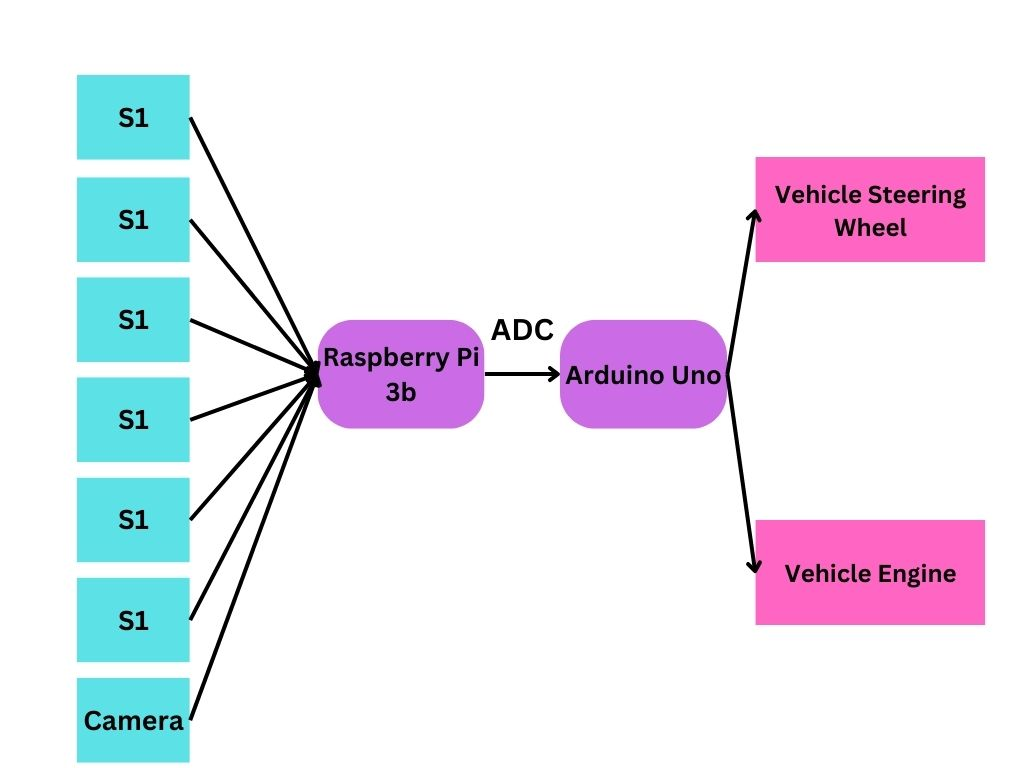 S1
S1
S1
S1
S1
S1
Camera
Raspberry Pi
3b
ADC
Arduino Uno
Vehicle Steering
Wheel
Vehicle Engine